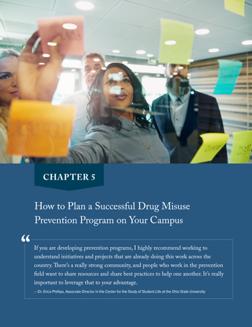 CHAPTER 5
How to Plan a Successful Drug Misuse
Prevention Program on Your Campus
“
If you are developing prevention programs, I highly recommend working to
understand initiatives and projects that are already doing this work across the
country. There's a really strong community, and people who work in the prevention
field want to share resources and share best practices to help one another. It's really
important to leverage that to your advantage.
— Dr. Erica Phillips, Associate Director in the Center for the Study of Student Life at the Ohio State University